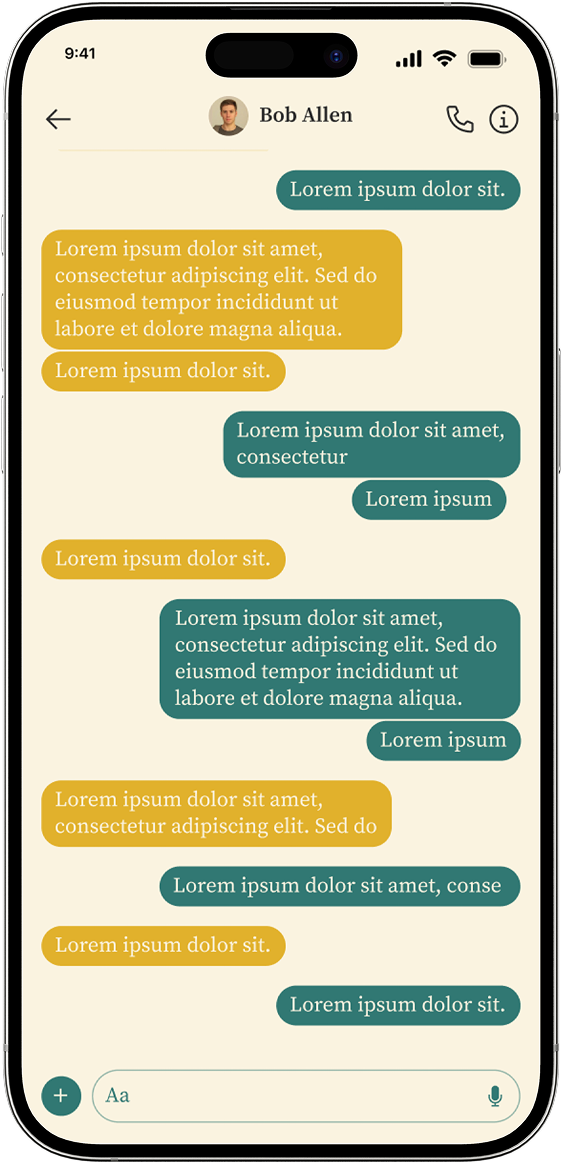 9:41
Bob Allen
Lorem ipsum dolor sit.
Lorem ipsum dolor sit amet,
consectetur adipiscing elit. Sed do
eiusmod tempor incididunt ut
labore et dolore magna aliqua.
Lorem ipsum dolor sit.
Lorem ipsum dolor sit amet,
consectetur
Lorem ipsum
Lorem ipsum dolor sit.
Lorem ipsum dolor sit amet,
consectetur adipiscing elit. Sed do
eiusmod tempor incididunt ut
labore et dolore magna aliqua.
Lorem ipsum
Lorem ipsum dolor sit amet,
consectetur adipiscing elit. Sed do
Lorem ipsum dolor sit amet, conse
Lorem ipsum dolor sit.
Lorem ipsum dolor sit.
Aa